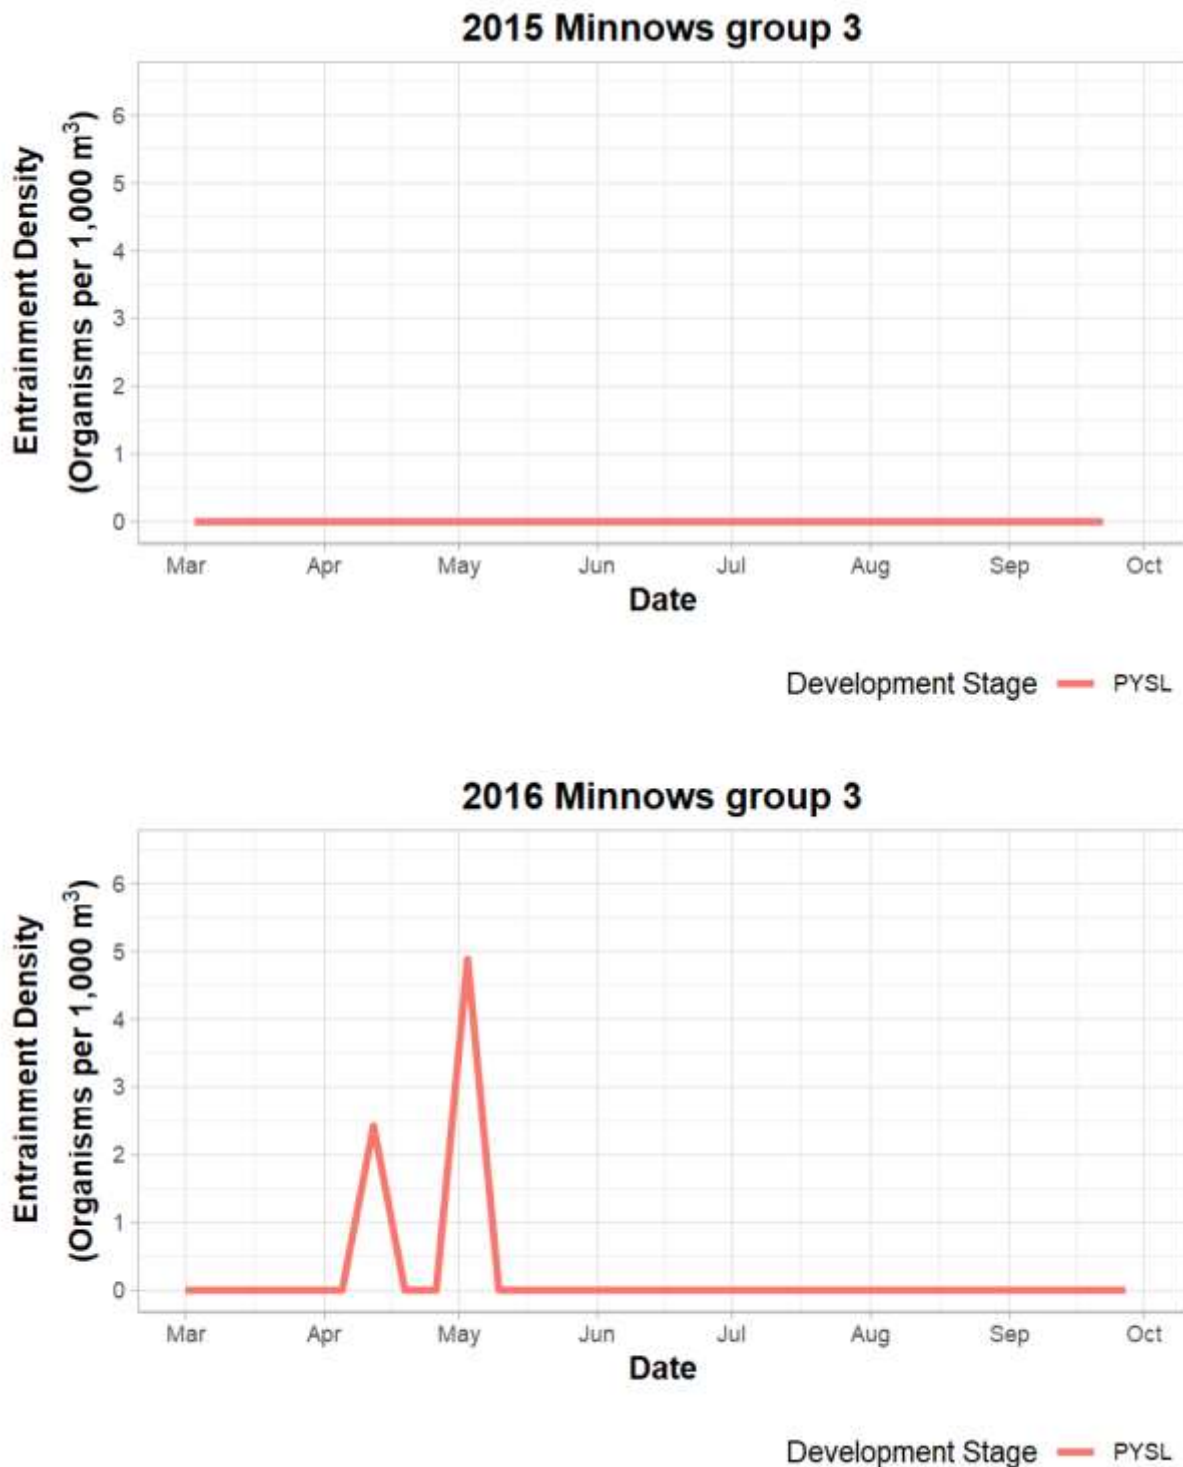 2015 Minnows group 3
Entrainment Density
(Organisms per 1,000 m³)
6
5
4
3
2
1
0
Mar Apr May Jun Jul Aug Sep Oct
Date
Development Stage PYSL
2016 Minnows group 3
Entrainment Density
(Organisms per 1,000 m³)
6
5
4
3
2
1
0
Mar Apr May Jun Jul Aug Sep Oct
Date
Development Stage PYSL